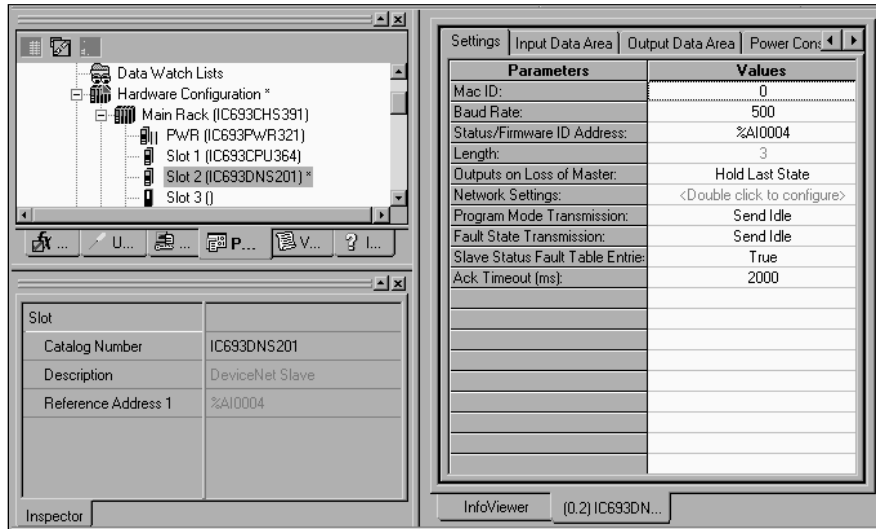 Data Watch Lists
Hardware Configuration *
Main Rack (IC693CHS391)
PWR (IC693PWR321)
Slot 1 (IC693CPU364)
Slot 2 (IC693DNS201) *
Slot 3 ()
fx ... U... ... P... V... I...
Slot
Catalog Number IC693DNS201
Description DeviceNet Slave
Reference Address 1 %AI0004
Inspector
Settings Input Data Area Output Data Area Power Cons
Parameters Values
Mac ID: 0
Baud Rate: 500
Status/Firmware ID Address: %AI0004
Length: 3
Outputs on Loss of Master: Hold Last State
Network Settings: <Double click to configure>
Program Mode Transmission: Send Idle
Fault State Transmission: Send Idle
Slave Status Fault Table Entrie: True
Ack Timeout (ms): 2000
InfoViewer (0.2) IC693DN...